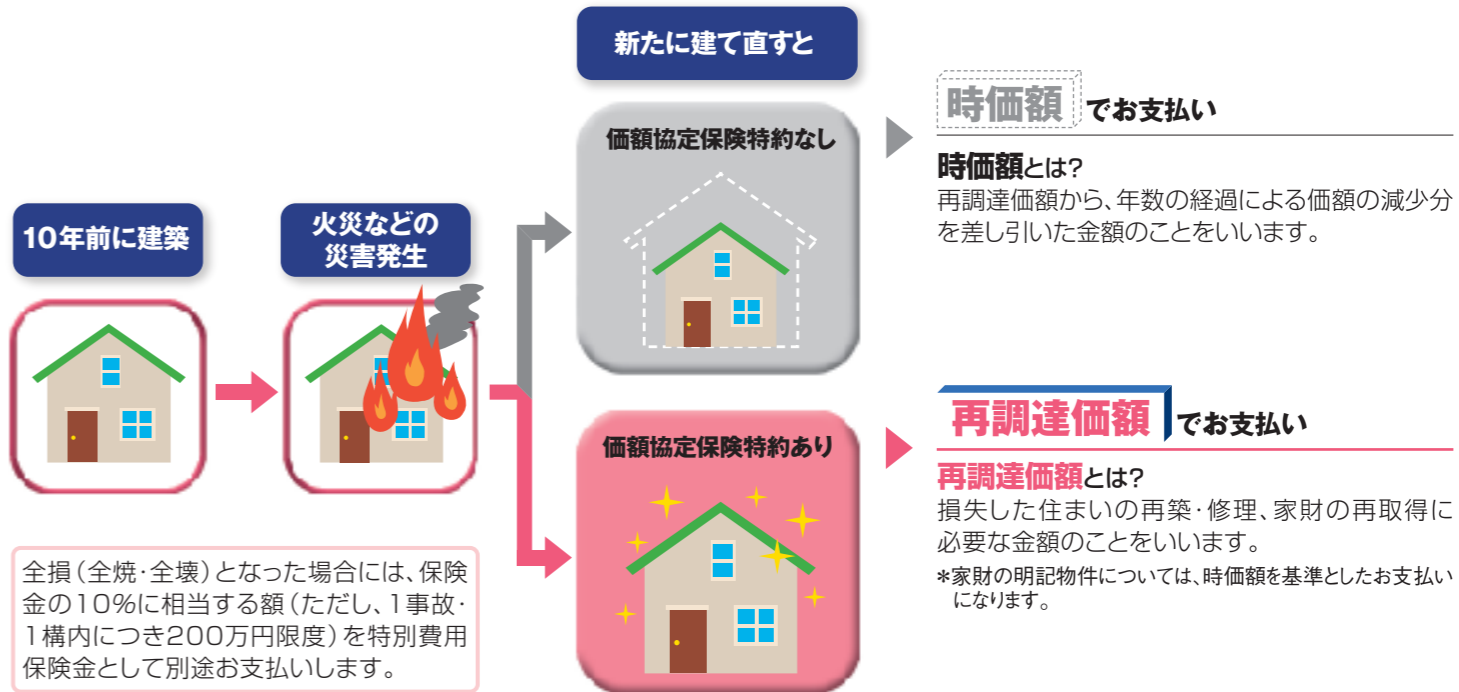 10年前に建築
火災などの
災害発生
全損（全焼・全壊）となった場合には、保険
金の10%に相当する額（ただし、1事故・
1構内につき200万円限度）を特別費用
保険金として別途お支払いします。
新たに建て直すと
価額協定保険特約なし
時価額でお支払い
時価額とは?
再調達価額から、年数の経過による価額の減少分
を差し引いた金額のことをいいます。
価額協定保険特約あり
再調達価額でお支払い
再調達価額とは?
損失した住まいの再築・修理、家財の再取得に
必要な金額のことをいいます。
*家財の明記物件については、時価額を基準としたお支払い
になります。